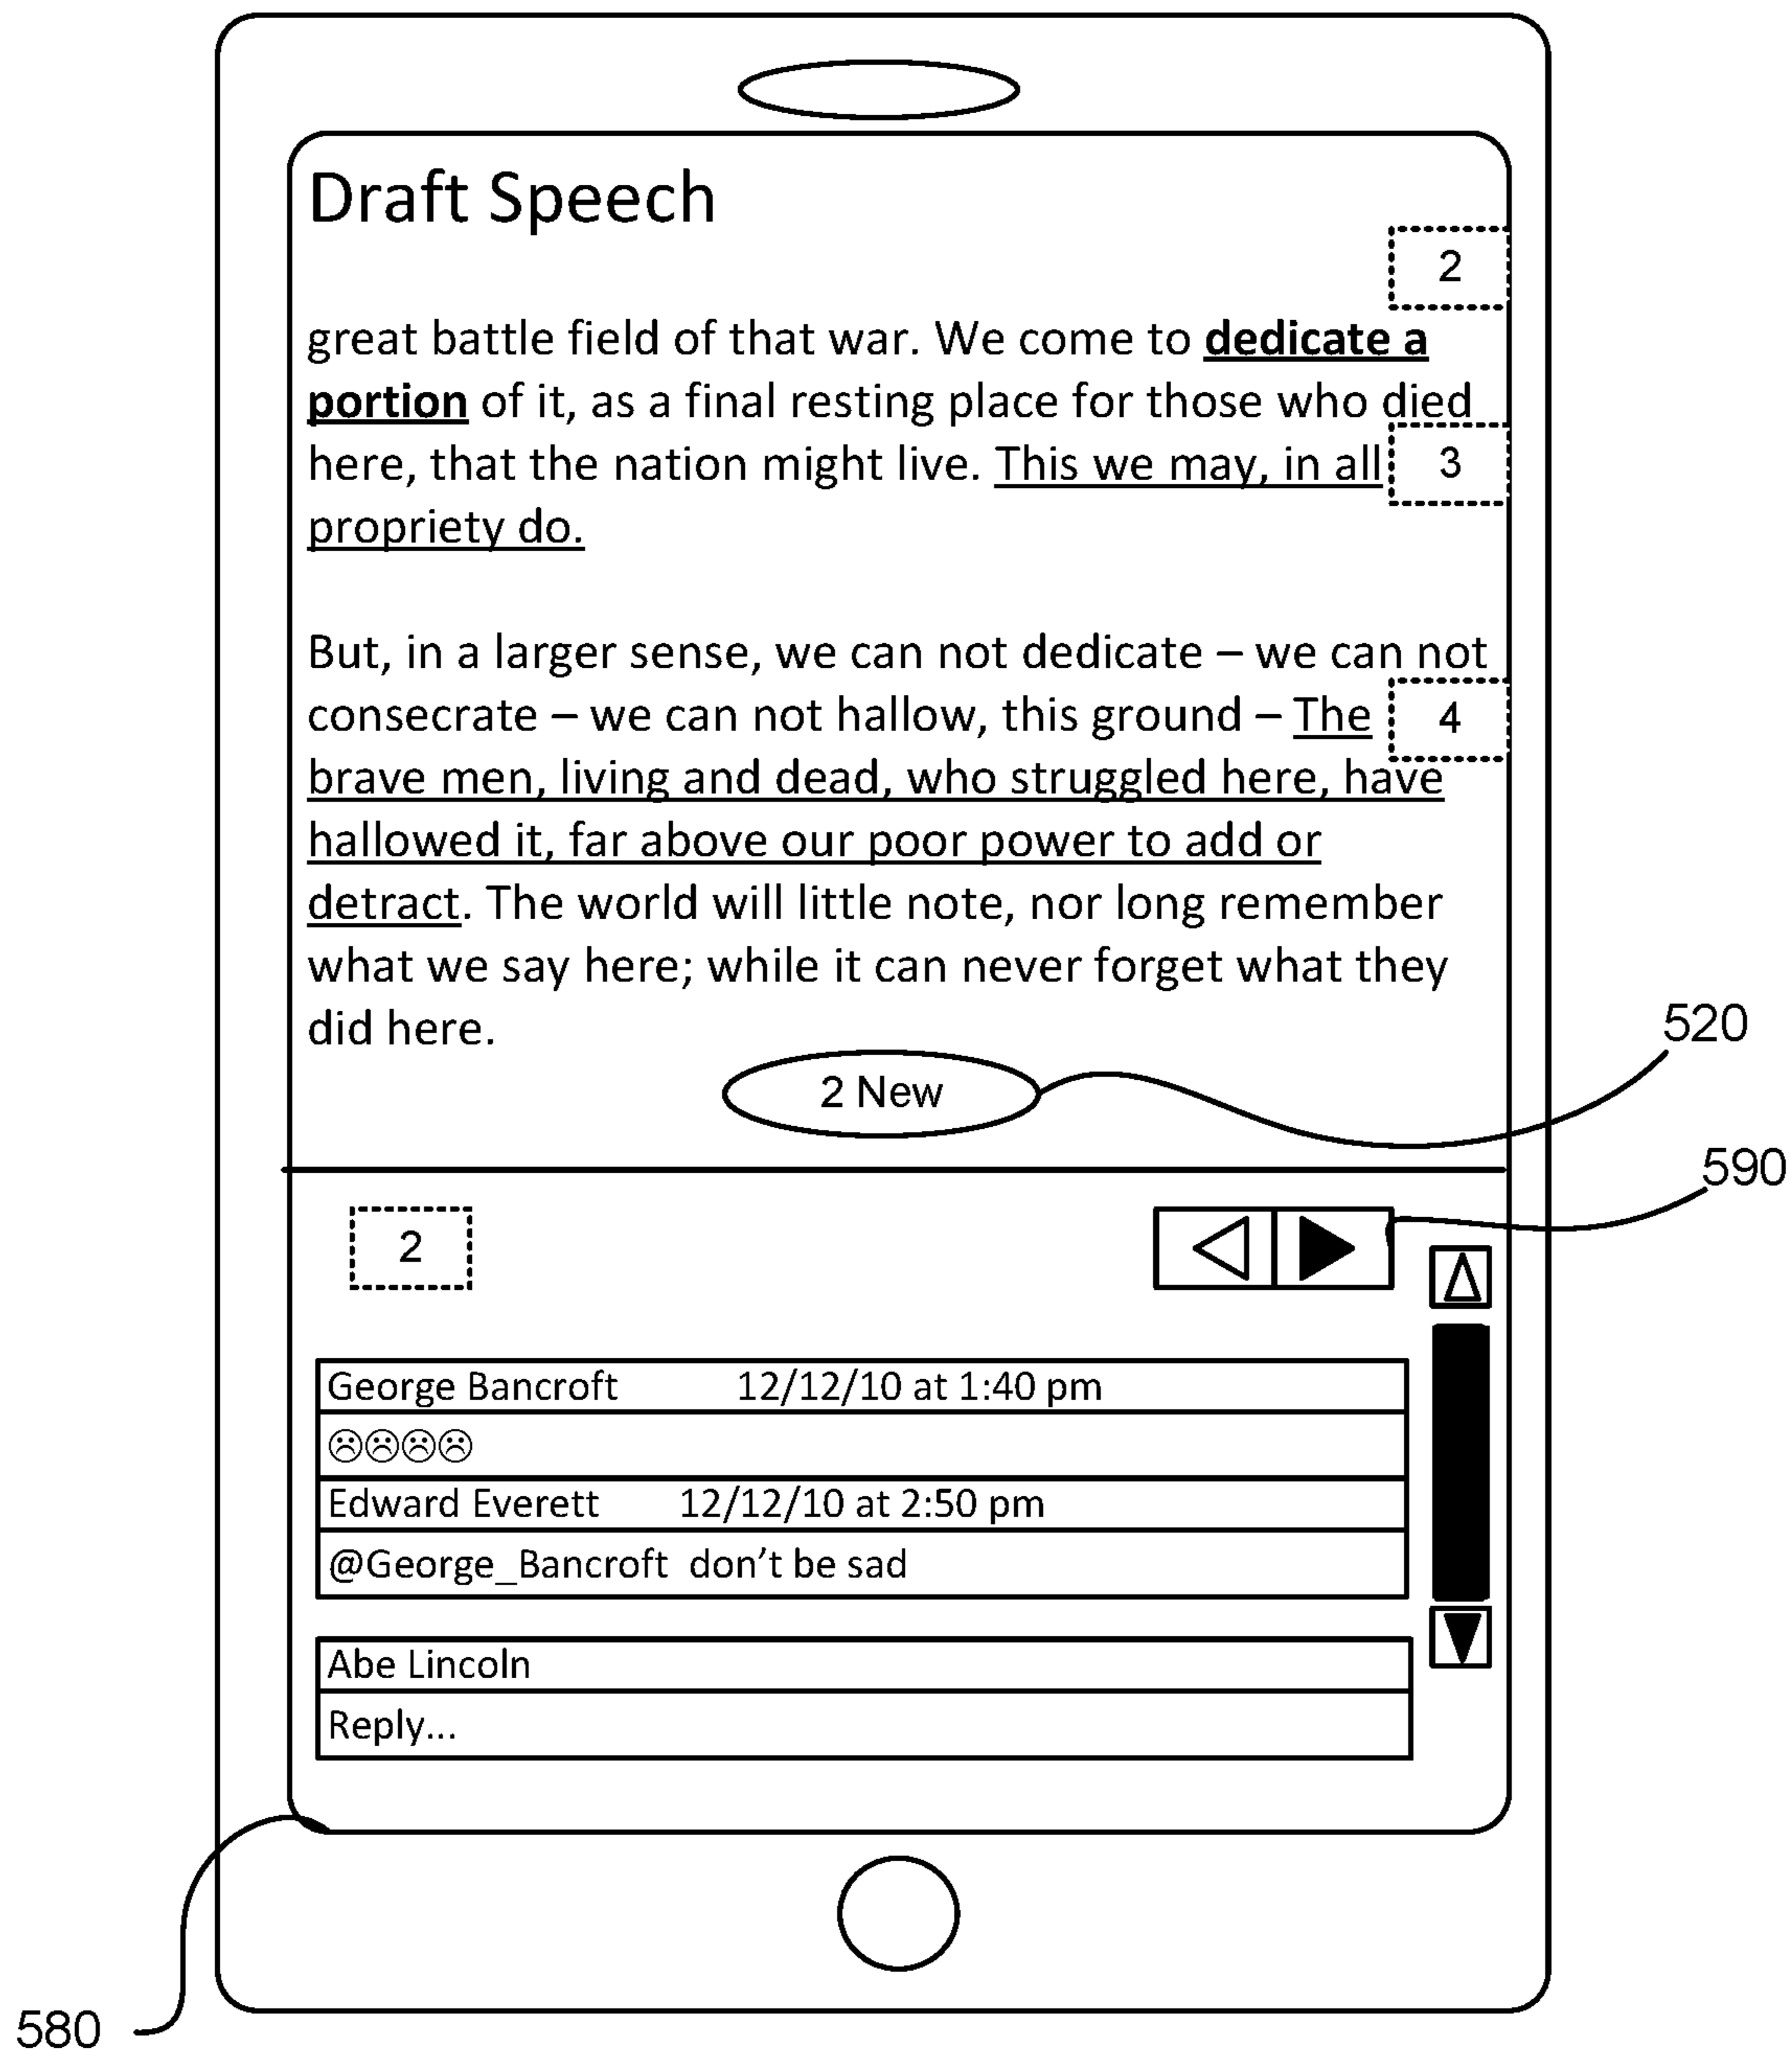 Draft Speech
2
great battle field of that war. We come to dedicate a
portion of it, as a final resting place for those who died
here, that the nation might live. This we may, in all
3
propriety do.
But, in a larger sense, we can not dedicate – we can not
consecrate – we can not hallow, this ground – The
4
brave men, living and dead, who struggled here, have
hallowed it, far above our poor power to add or
detract. The world will little note, nor long remember
what we say here; while it can never forget what they
did here.
520
2 New
590
2
George Bancroft 12/12/10 at 1:40 pm
☹☹☹☹
Edward Everett 12/12/10 at 2:50 pm
@George_Bancroft don’t be sad
Abe Lincoln
Reply...
580